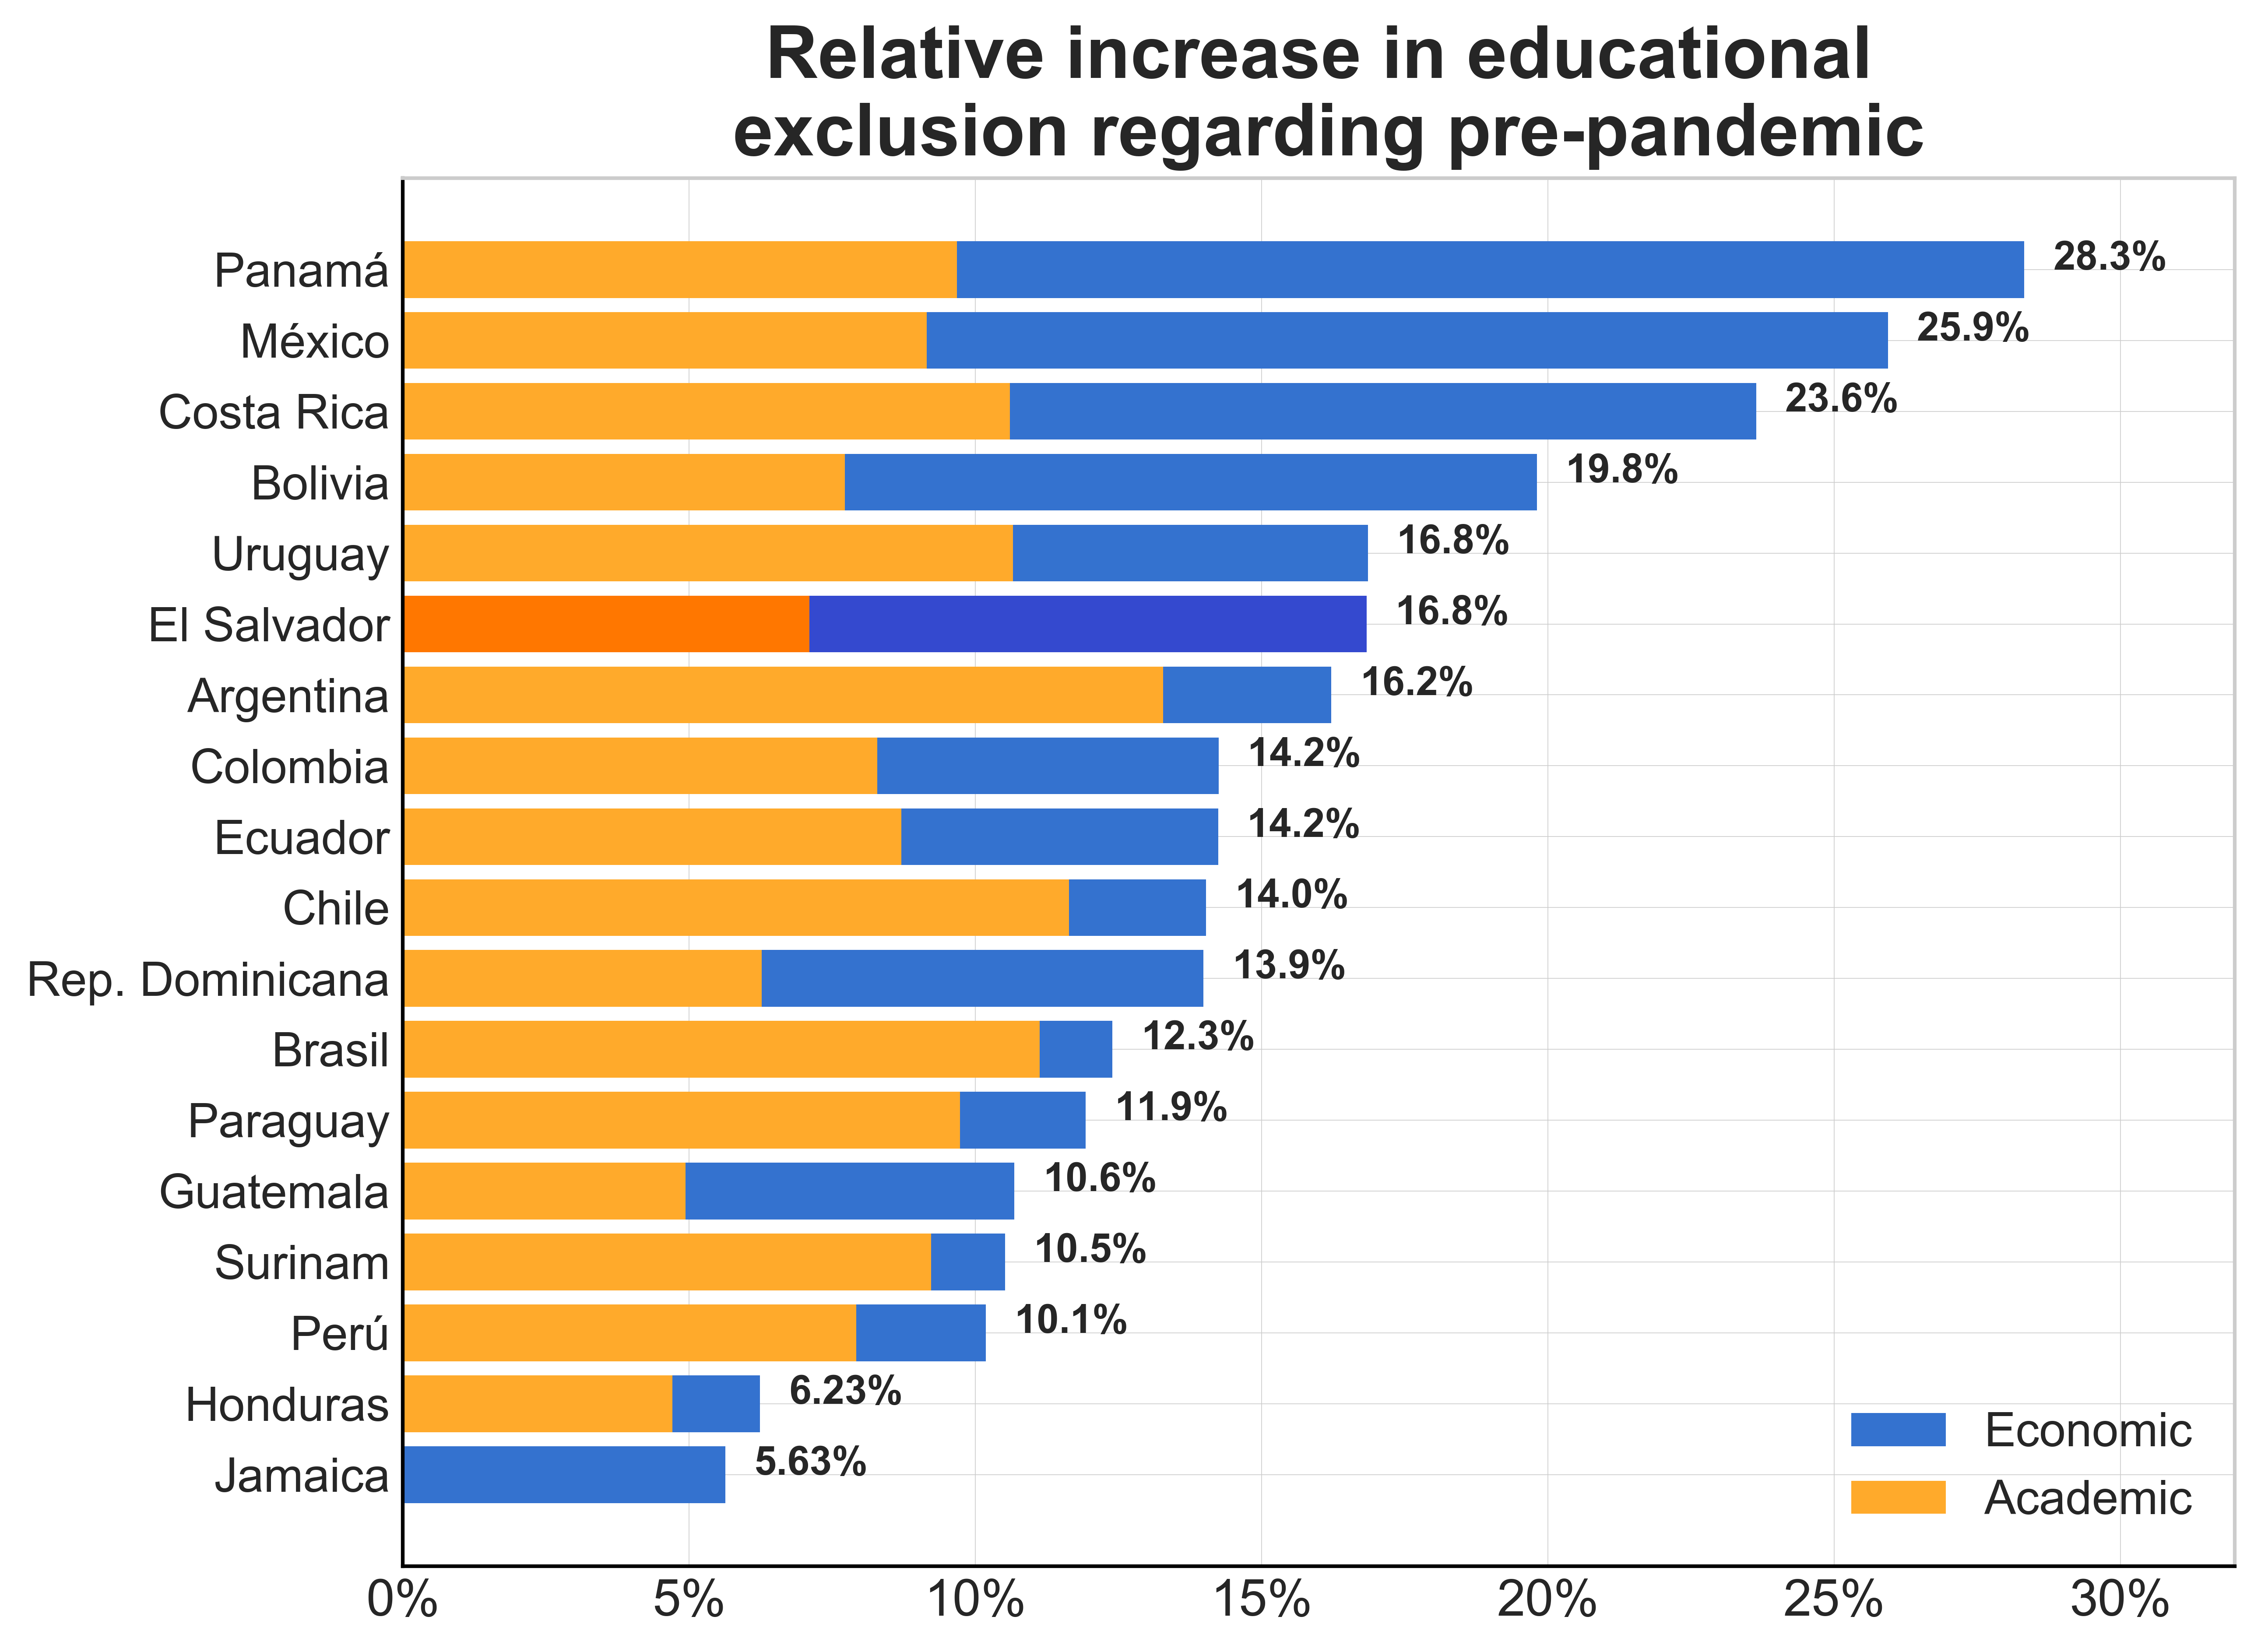 Relative increase in educational
exclusion regarding pre-pandemic
Panamá 28.3%
México 25.9%
Costa Rica 23.6%
Bolivia 19.8%
Uruguay 16.8%
El Salvador 16.8%
Argentina 16.2%
Colombia 14.2%
Ecuador 14.2%
Chile 14.0%
Rep. Dominicana 13.9%
Brasil 12.3%
Paraguay 11.9%
Guatemala 10.6%
Surinam 10.5%
Perú 10.1%
Honduras 6.23%
Jamaica 5.63%
Economic
Academic
0% 5% 10% 15% 20% 25% 30%